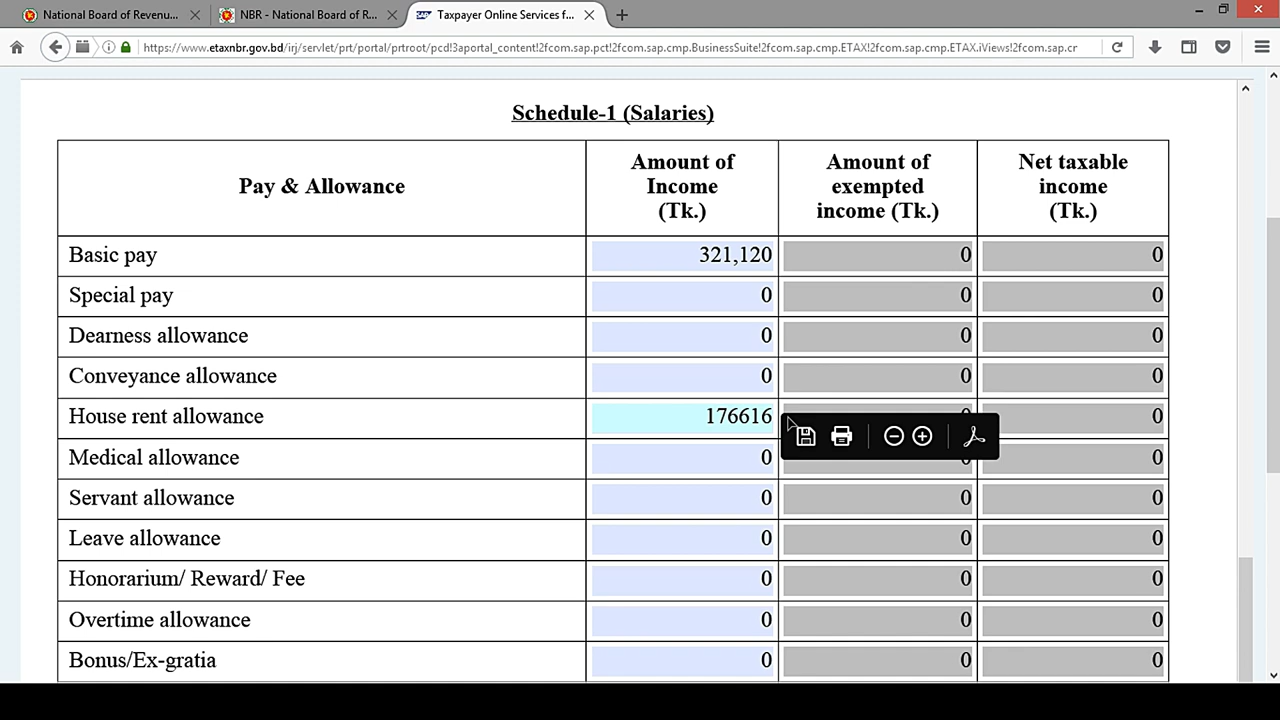 National Board of Revenu...
NBR - National Board of R...
Taxpayer Online Services f...
https://www.etaxnbr.gov.bd/irj/servlet/prt/portal/prtroot/pcd!3aportal_content!2fcom.sap.pct!2fcom.sap.cmp.BusinessSuite!2fcom.sap.cmp.ETAX!2fcom.sap.cmp.ETAX.iViews!2fcom.sap.cr
Schedule-1 (Salaries)
Pay & Allowance
Amount of
Income
(Tk.)
Amount of
exempted
income (Tk.)
Net taxable
income
(Tk.)
Basic pay 321,120 0 0
Special pay 0 0 0
Dearness allowance 0 0 0
Conveyance allowance 0 0 0
House rent allowance 176616 0 0
Medical allowance 0 0 0
Servant allowance 0 0 0
Leave allowance 0 0 0
Honorarium/ Reward/ Fee 0 0 0
Overtime allowance 0 0 0
Bonus/Ex-gratia 0 0 0